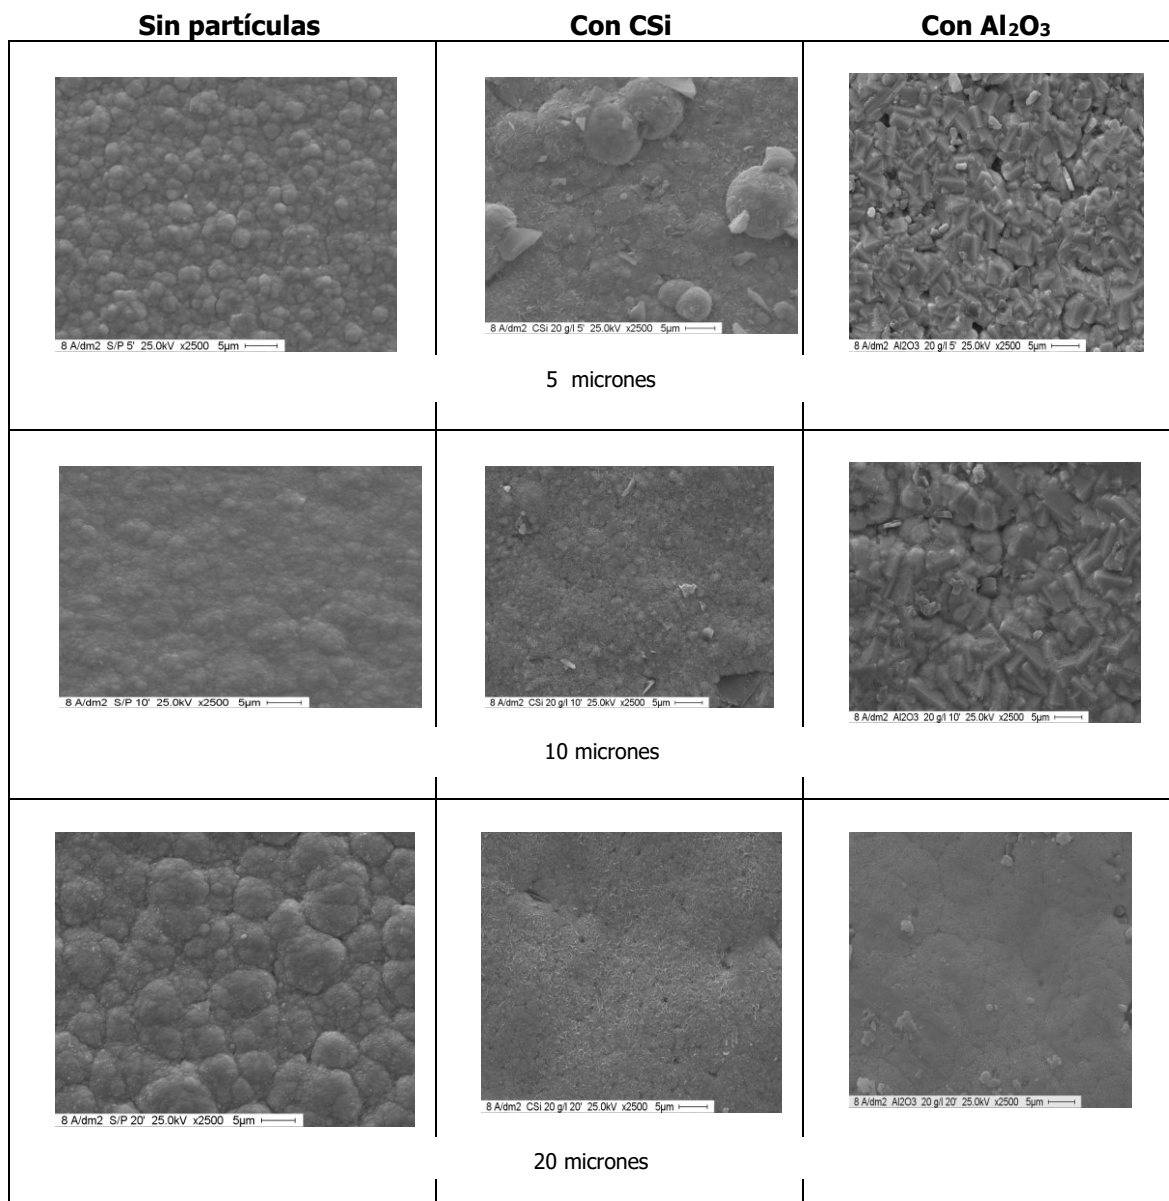 Sin partículas Con CSi Con Al₂O₃
8 A/dm2 S/P 5' 25.0kV x2500 5µm
8 A/dm2 CSi 20 g/l 5' 25.0kV x2500 5µm
8 A/dm2 Al2O3 20 g/l 5' 25.0kV x2500 5µm
5 micrones
8 A/dm2 S/P 10' 25.0kV x2500 5µm
8 A/dm2 CSi 20 g/l 10' 25.0kV x2500 5µm
8 A/dm2 Al2O3 20 g/l 10' 25.0kV x2500 5µm
10 micrones
8 A/dm2 S/P 20' 25.0kV x2500 5µm
8 A/dm2 CSi 20 g/l 20' 25.0kV x2500 5µm
8 A/dm2 Al2O3 20 g/l 20' 25.0kV x2500 5µm
20 micrones